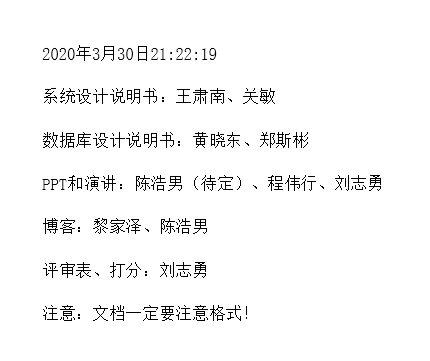 2020年3月30日21:22:19
系统设计说明书：王肃南、关敏
数据库设计说明书：黄晓东、郑斯彬
PPT和演讲：陈浩男（待定）、程伟行、刘志勇
博客：黎家泽、陈浩男
评审表、打分：刘志勇
注意：文档一定要注意格式!